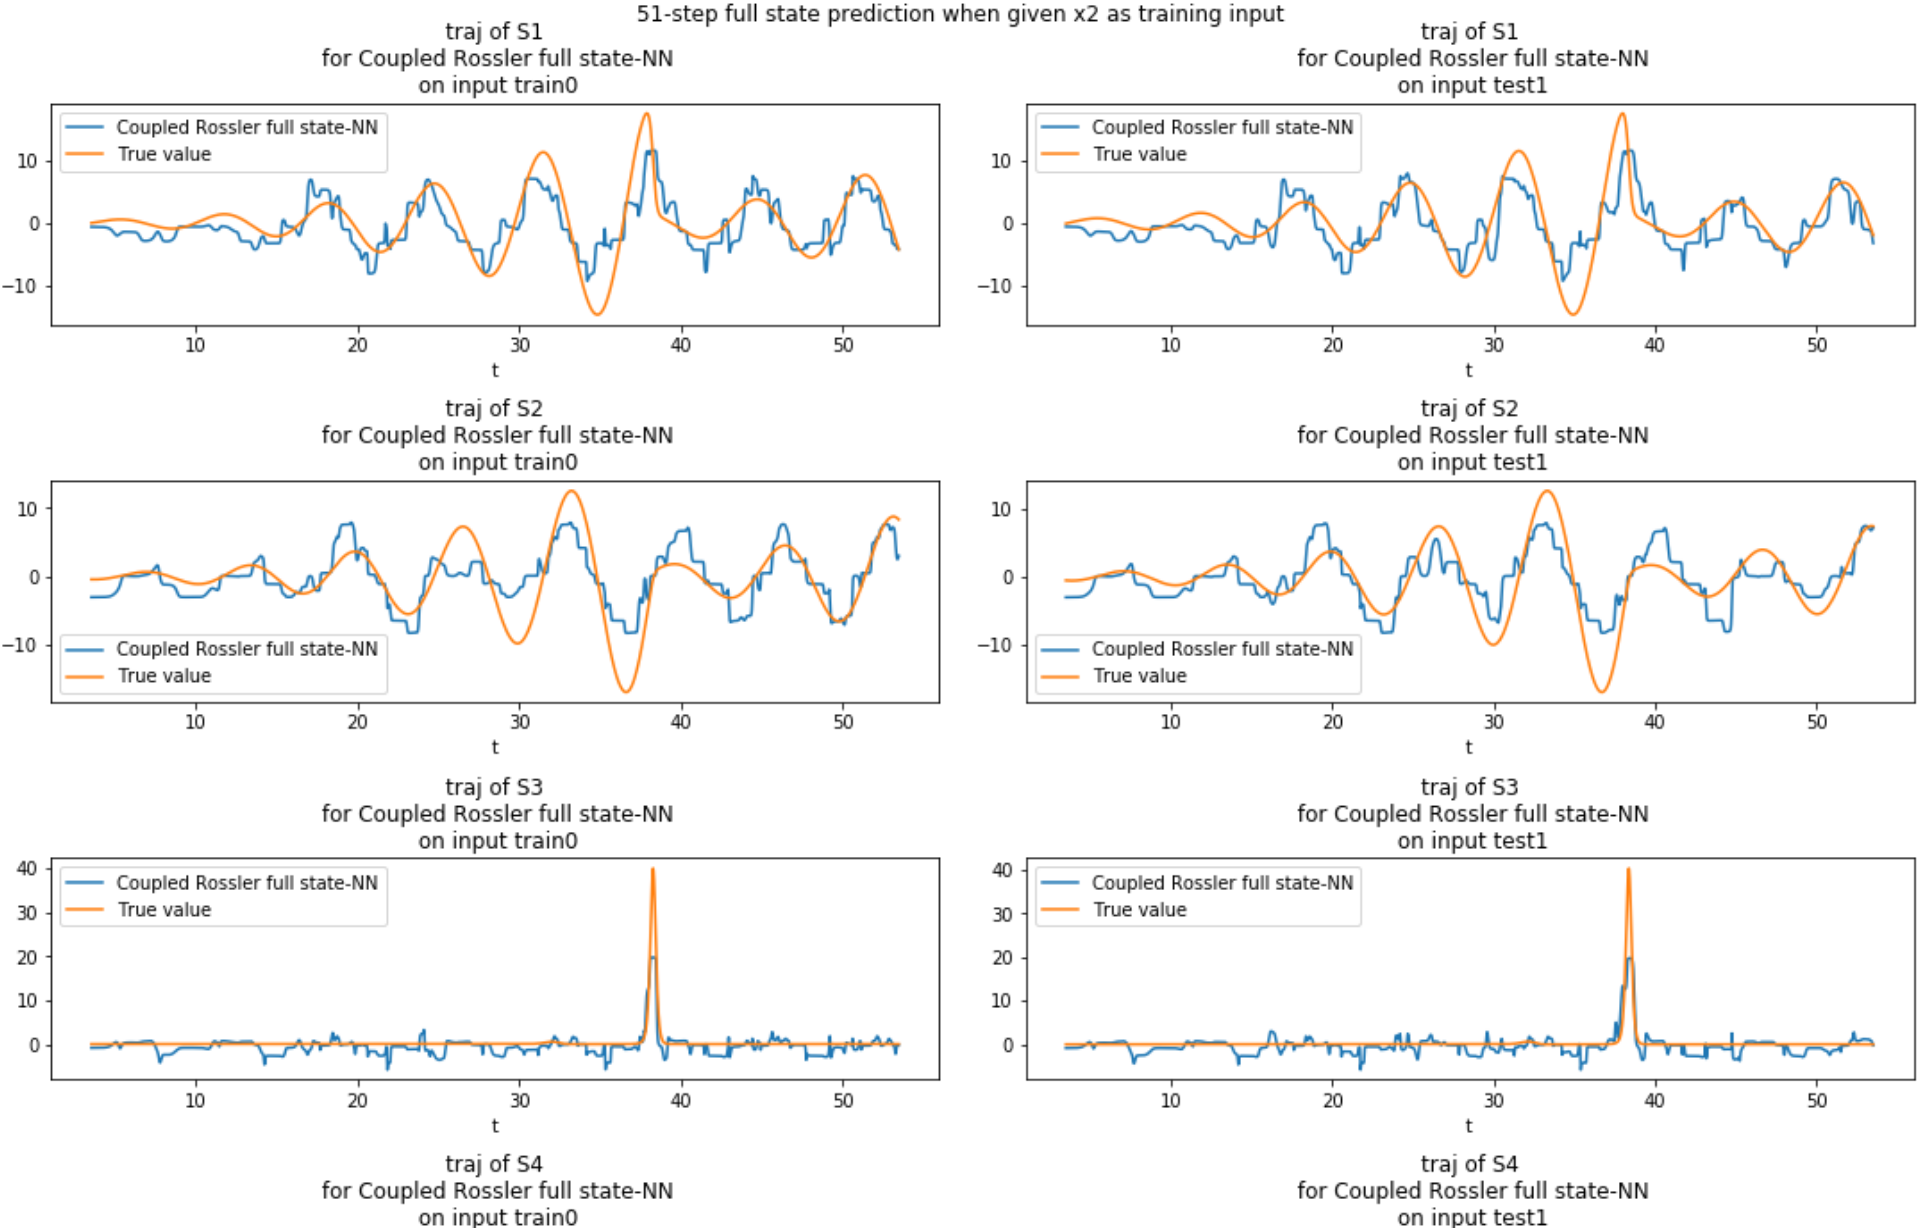 51-step full state prediction when given x2 as training input
traj of S1
for Coupled Rossler full state-NN
on input train0
Coupled Rossler full state-NN
True value
10
0
−10
10
20
30
40
50
t
traj of S1
for Coupled Rossler full state-NN
on input test1
Coupled Rossler full state-NN
True value
10
0
−10
10
20
30
40
50
t
traj of S2
for Coupled Rossler full state-NN
on input train0
10
0
−10
Coupled Rossler full state-NN
True value
10
20
30
40
50
t
traj of S2
for Coupled Rossler full state-NN
on input test1
10
0
−10
Coupled Rossler full state-NN
True value
10
20
30
40
50
t
traj of S3
for Coupled Rossler full state-NN
on input train0
Coupled Rossler full state-NN
True value
40
30
20
10
0
10
20
30
40
50
t
traj of S3
for Coupled Rossler full state-NN
on input test1
Coupled Rossler full state-NN
True value
40
30
20
10
0
10
20
30
40
50
t
traj of S4
for Coupled Rossler full state-NN
on input train0
traj of S4
for Coupled Rossler full state-NN
on input test1